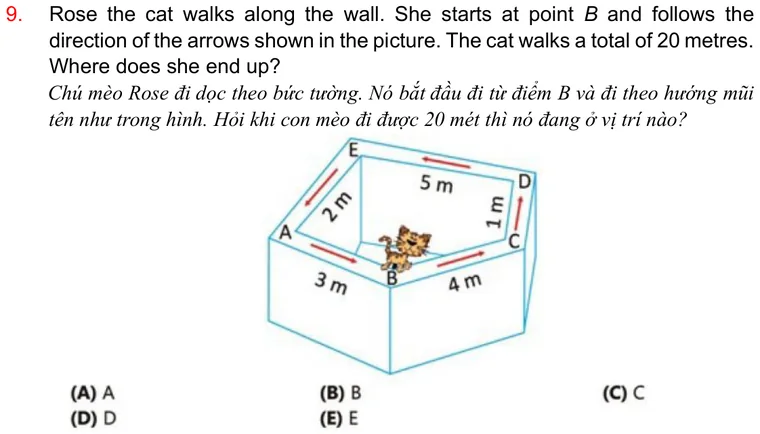 9. Rose the cat walks along the wall. She starts at point B and follows the
direction of the arrows shown in the picture. The cat walks a total of 20 metres.
Where does she end up?
Chú mèo Rose đi dọc theo bức tường. Nó bắt đầu đi từ điểm B và đi theo hướng mũi
tên như trong hình. Hỏi khi con mèo đi được 20 mét thì nó đang ở vị trí nào?
E
5 m
D
2 m
1 m
A
C
B
3 m
4 m
(A) A (B) B (C) C
(D) D (E) E